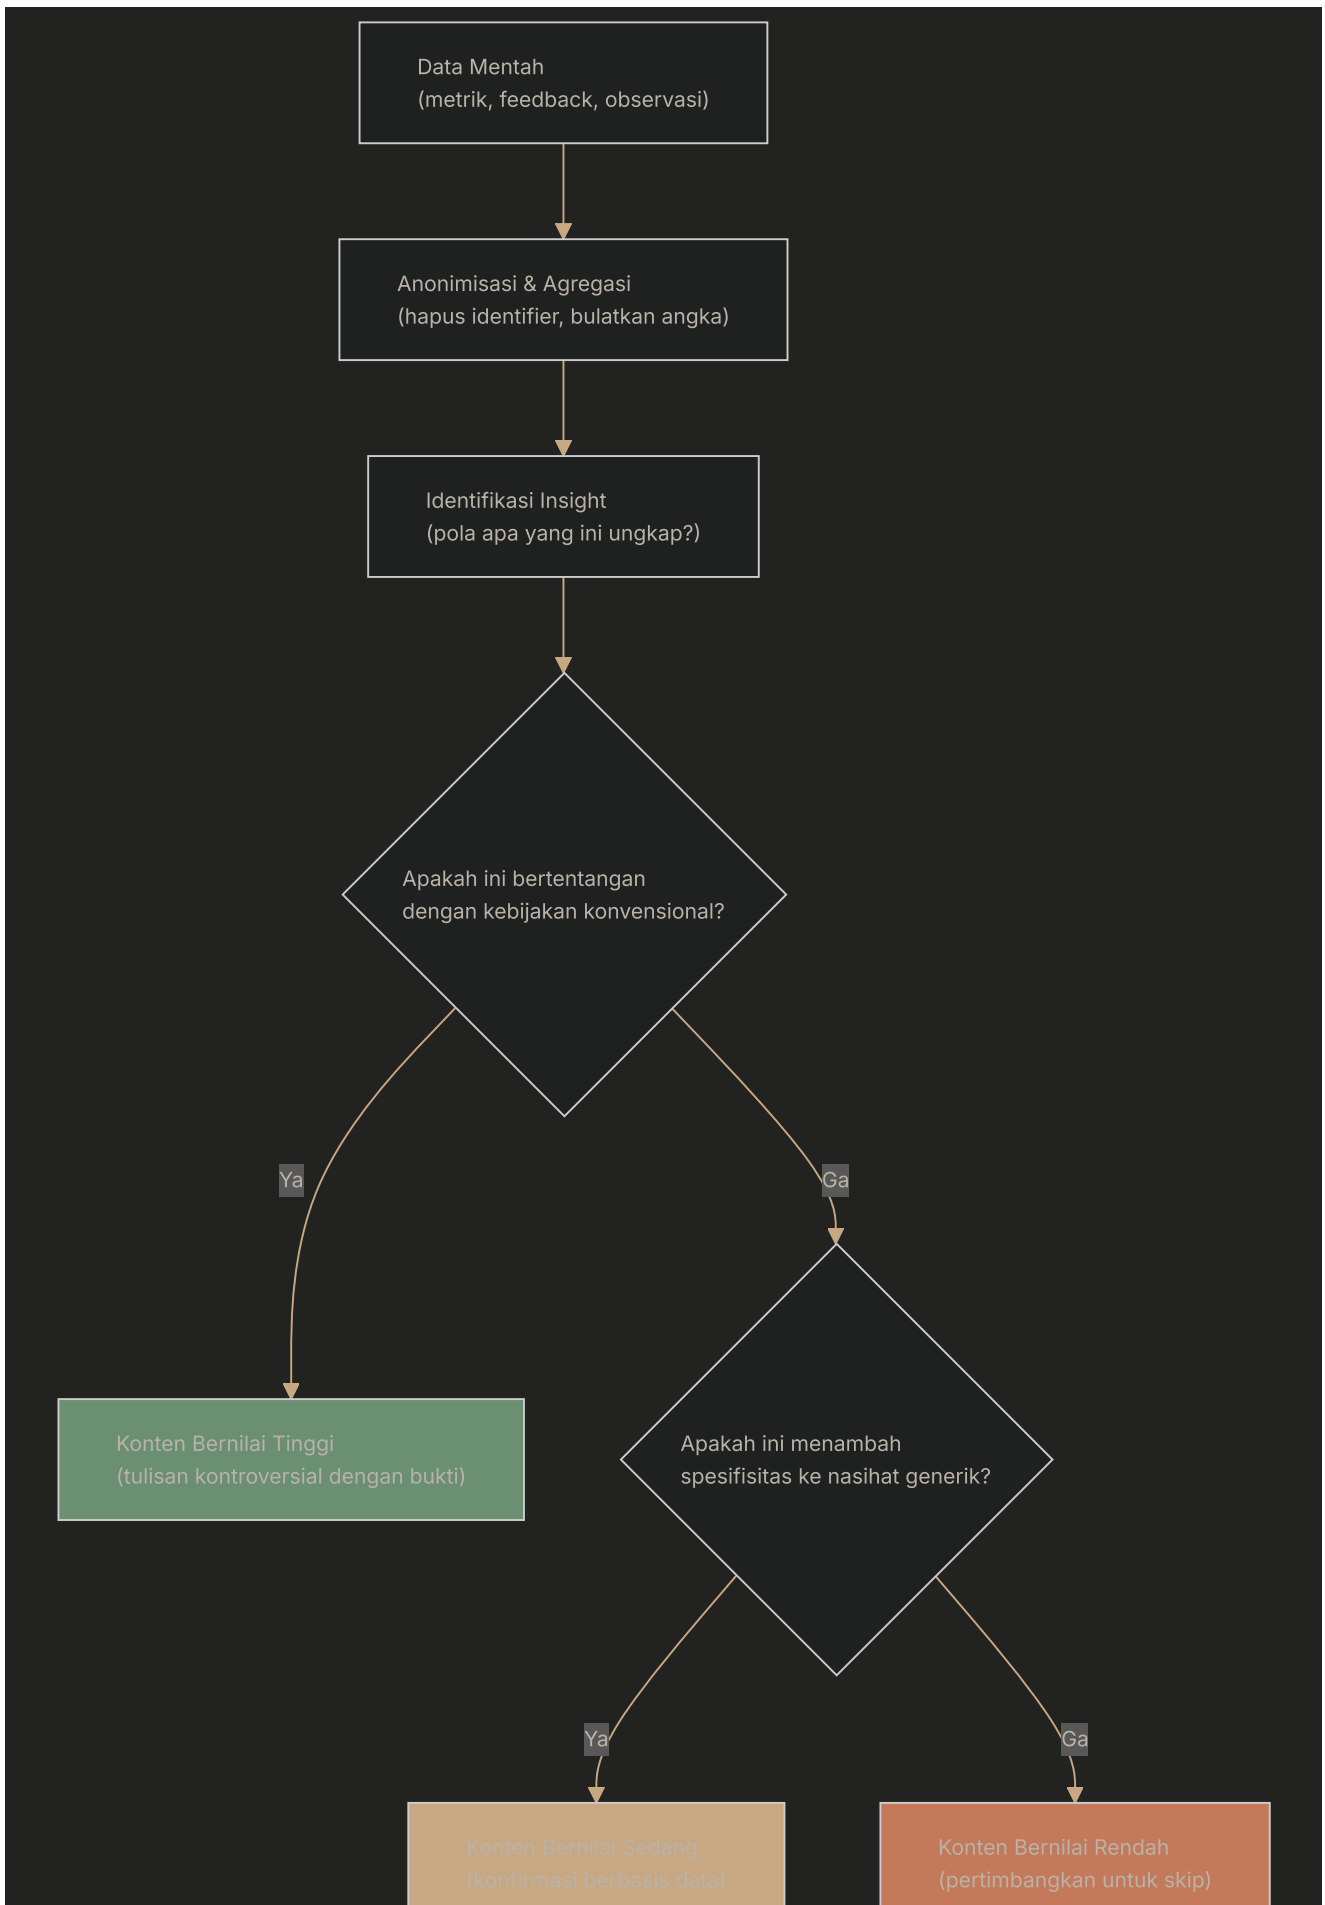 Data Mentah
(metrik, feedback, observasi)
Anonimisasi & Agregasi
(hapus identifier, bulatkan angka)
Identifikasi Insight
(pola apa yang ini ungkap?)
Apakah ini bertentangan
dengan kebijakan konvensional?
Ya
Ga
Konten Bernilai Tinggi
(tulisan kontroversial dengan bukti)
Apakah ini menambah
spesifisitas ke nasihat generik?
Ya
Ga
Konten Bernilai Sedang
(konfirmasi berbasis data)
Konten Bernilai Rendah
(pertimbangkan untuk skip)